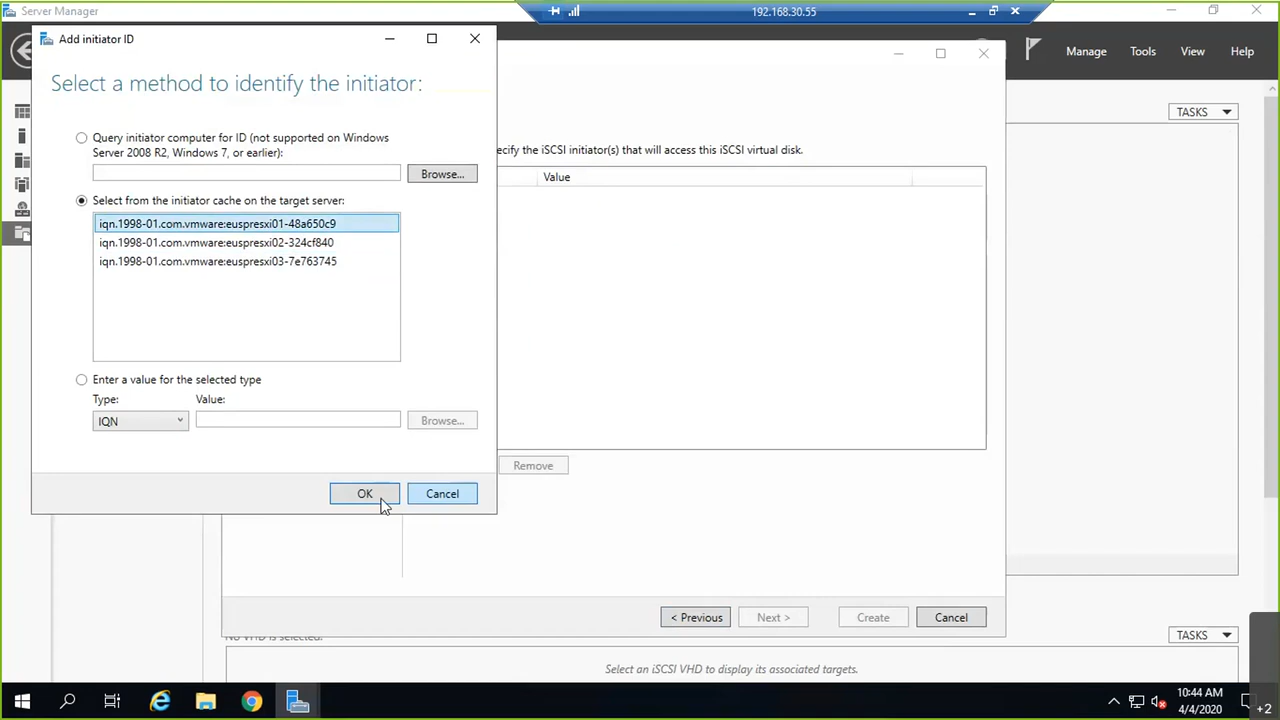 Server Manager
192.168.30.55
Manage
Tools
View
Help
Add initiator ID
Select a method to identify the initiator:
Query initiator computer for ID (not supported on Windows
Server 2008 R2, Windows 7, or earlier):
Browse...
Select from the initiator cache on the target server:
iqn.1998-01.com.vmware:euspresxi01-48a650c9
iqn.1998-01.com.vmware:euspresxi02-324cf840
iqn.1998-01.com.vmware:euspresxi03-7e763745
Enter a value for the selected type
Type:
Value:
IQN
Browse...
OK
Cancel
ecify the iSCSI initiator(s) that will access this iSCSI virtual disk.
Value
Remove
< Previous
Next >
Create
Cancel
TASKS
No VHD is selected.
TASKS
Select an iSCSI VHD to display its associated targets.
10:44 AM
4/4/2020
+2